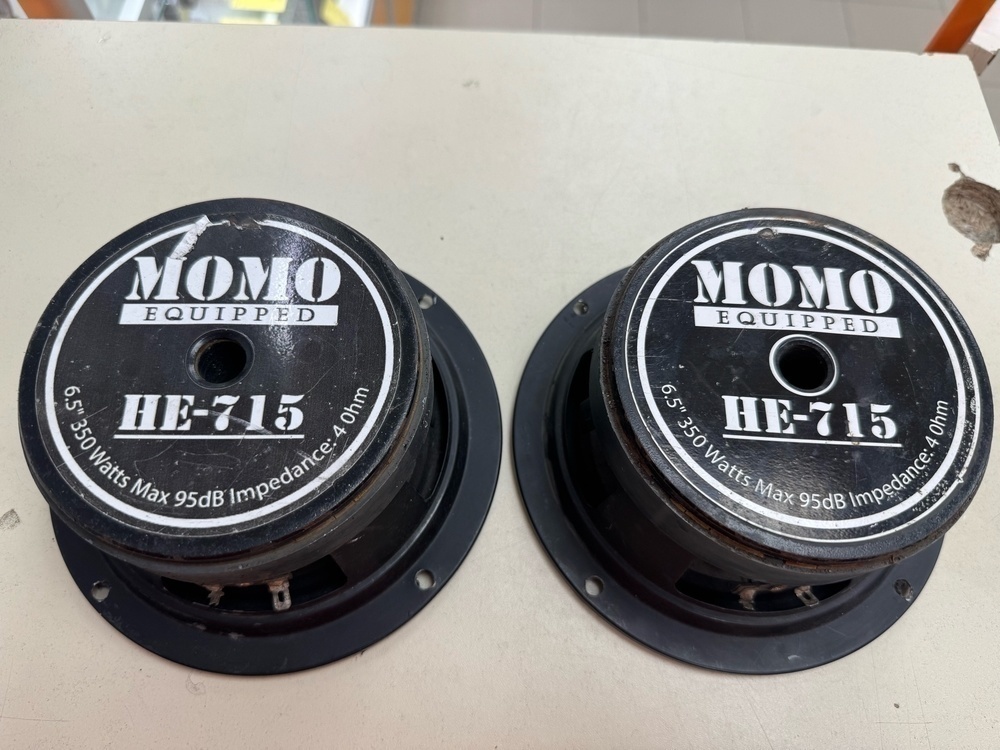 MOMO
EQUIPPED
HE-715
6.5" 350 Watts Max 95dB Impedance: 4 Ohm
MOMO
EQUIPPED
HE-715
6.5" 350 Watts Max 95dB Impedance: 4 Ohm